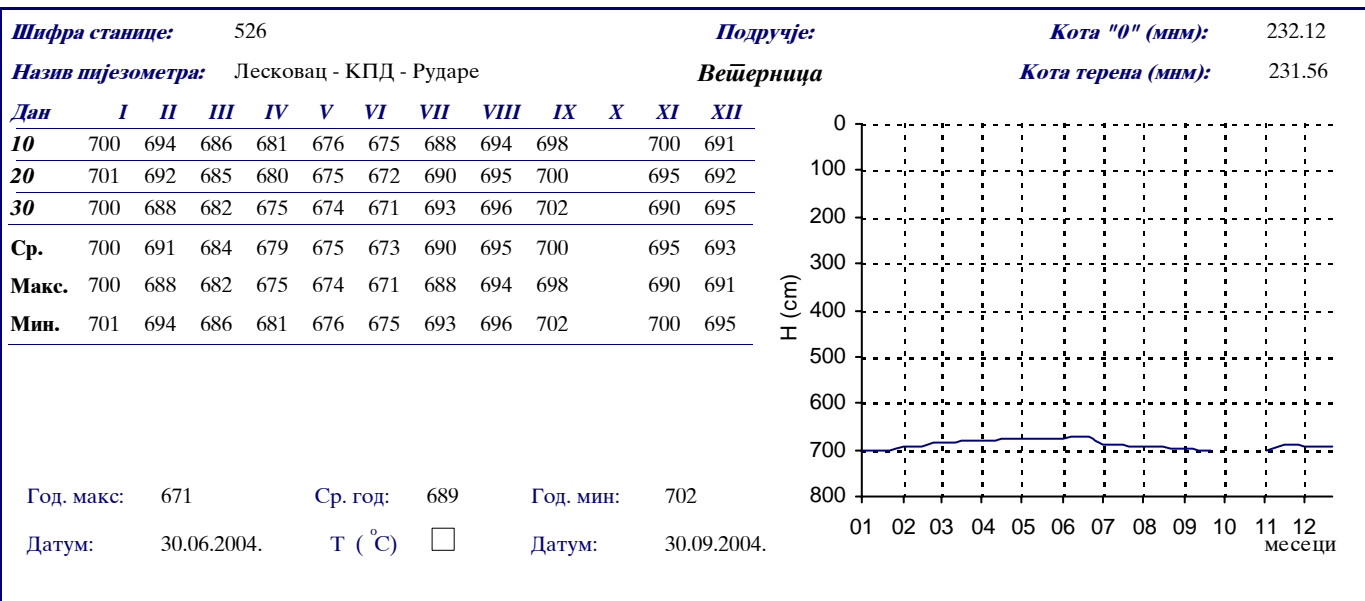 Шифра станице: 526 Подручје: Кота "0" (мнм): 232.12
Назив пијезометра: Лесковац - КПД - Рударе Ветерница Кота терена (мнм): 231.56
Дан I II III IV V VI VII VIII IX X XI XII
10 700 694 686 681 676 675 688 694 698 700 691
20 701 692 685 680 675 672 690 695 700 695 692
30 700 688 682 675 674 671 693 696 702 690 695
Ср. 700 691 684 679 675 673 690 695 700 695 693
Макс. 700 688 682 675 674 671 688 694 698 690 691
Мин. 701 694 686 681 676 675 693 696 702 700 695
0
100
200
300
400
500
600
700
800
H (cm)
01 02 03 04 05 06 07 08 09 10 11 12
месеци
Год. макс: 671 Ср. год: 689 Год. мин: 702
Датум: 30.06.2004. Т (°C) Датум: 30.09.2004.